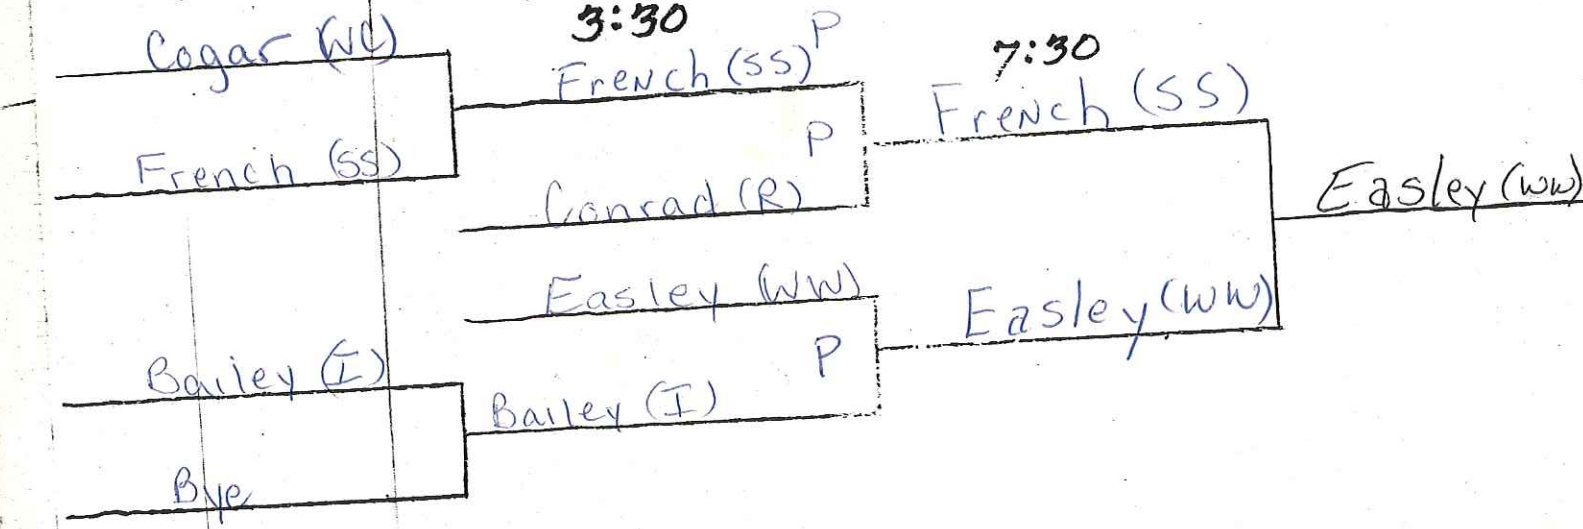 Cogar (WC)
French (SS)
Bailey (I)
Bye
3:30
P
French (SS)
P
Conrad (R)
Easley (WW)
P
Bailey (I)
7:30
French (SS)
Easley (WW)
Easley (WW)